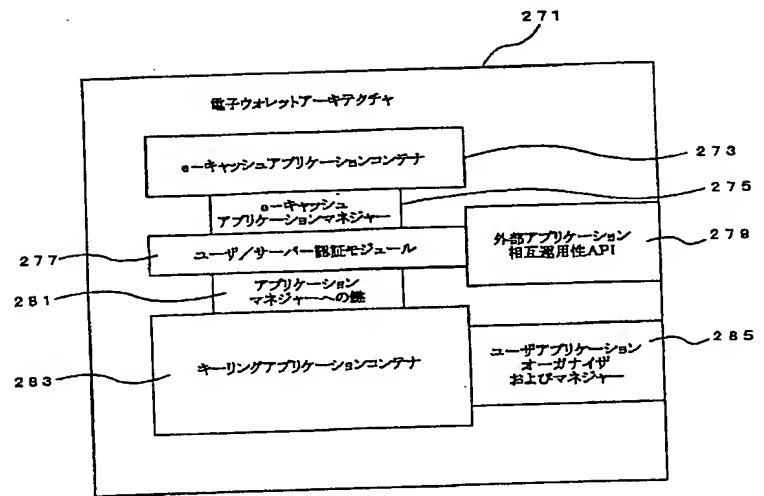 271
電子ウォレットアーキテクチャ
e－キャッシュアプリケーションコンテナ
273
e－キャッシュ
アプリケーションマネジャー
275
ユーザ／サーバー認証モジュール
277
外部アプリケーション
相互運用性API
279
アプリケーション
マネジャーへの鍵
281
キーリングアプリケーションコンテナ
283
ユーザアプリケーション
オーガナイザ
およびマネジャー
285